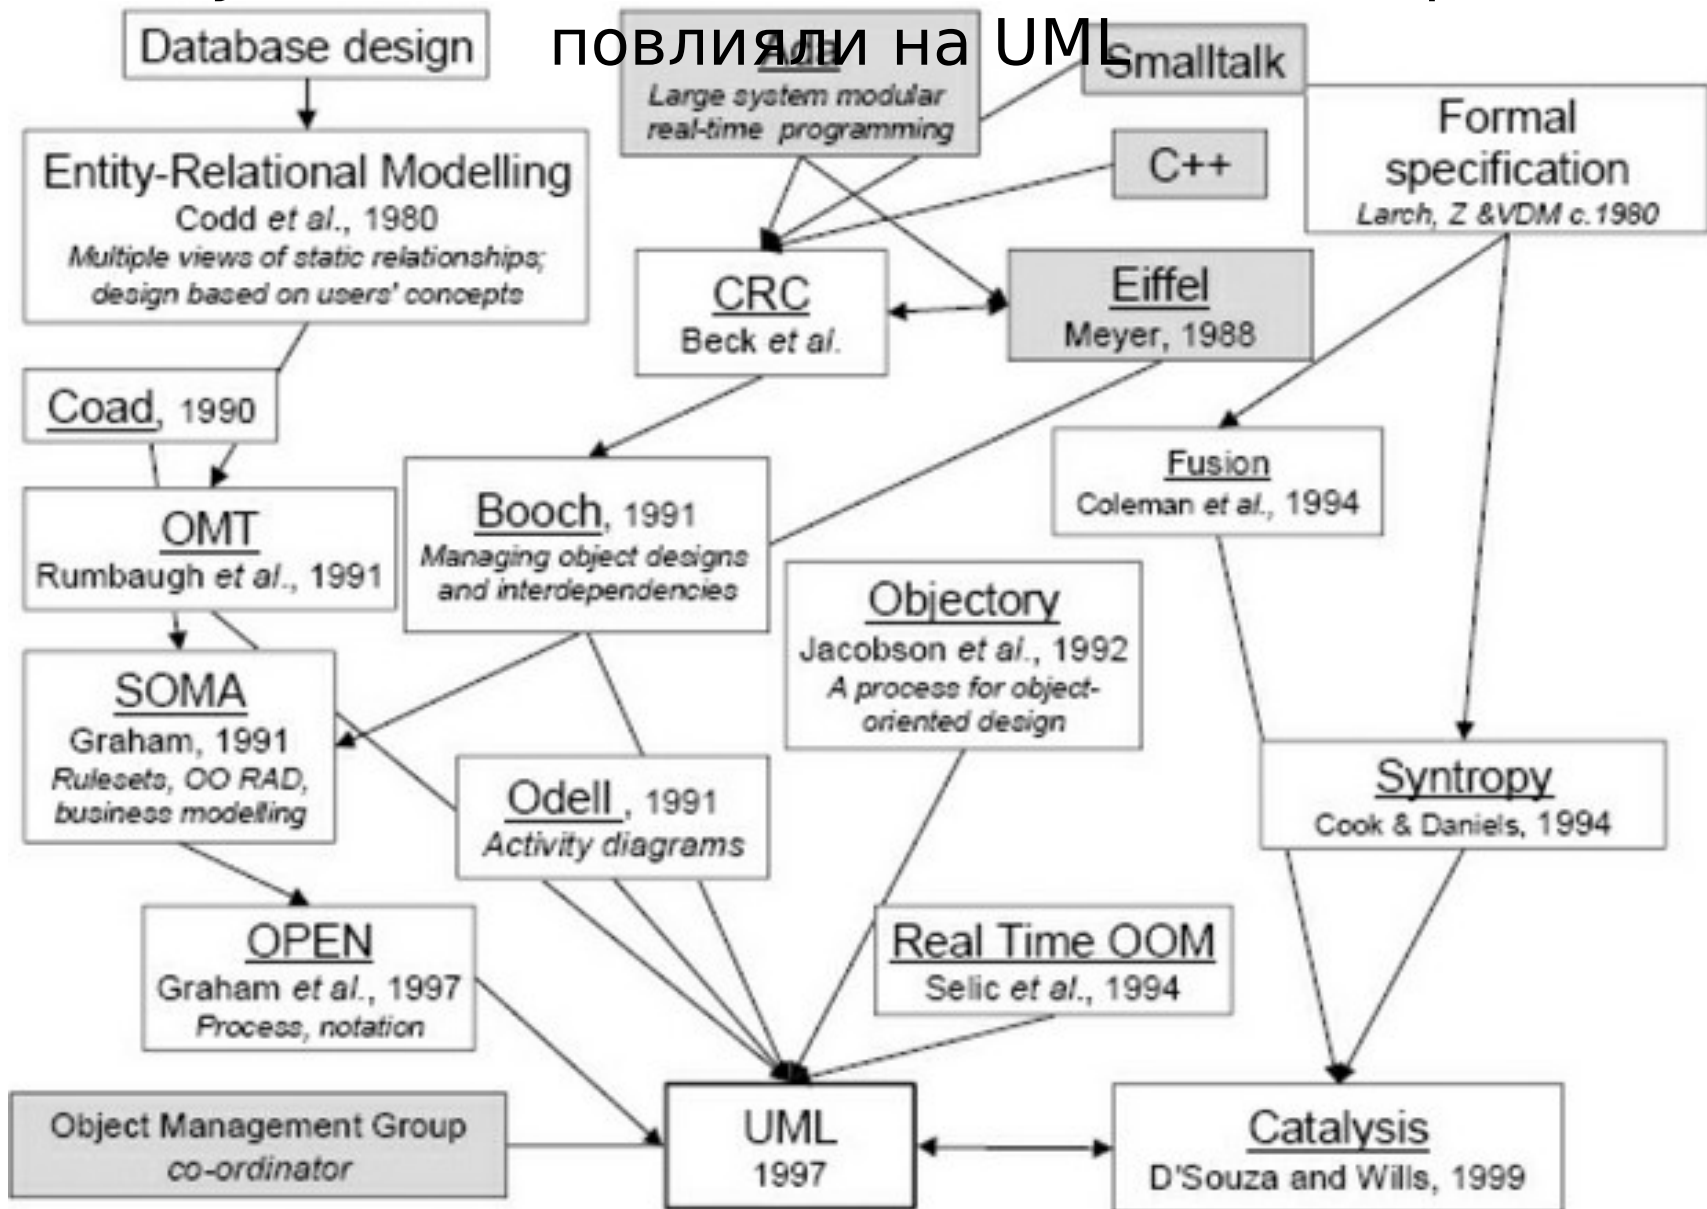 повлияли на UML
Database design
Ada
Large system modular
real-time programming
Smalltalk
Formal
specification
Larch, Z &VDM c.1980
C++
Entity-Relational Modelling
Codd et al., 1980
Multiple views of static relationships;
design based on users' concepts
CRC
Beck et al.
Eiffel
Meyer, 1988
Coad, 1990
Fusion
Coleman et al., 1994
OMT
Rumbaugh et al., 1991
Booch, 1991
Managing object designs
and interdependencies
Objectory
Jacobson et al., 1992
A process for object-
oriented design
SOMA
Graham, 1991
Rulesets, OO RAD,
business modelling
Odell , 1991
Activity diagrams
Syntropy
Cook & Daniels, 1994
OPEN
Graham et al., 1997
Process, notation
Real Time OOM
Selic et al., 1994
Object Management Group
co-ordinator
UML
1997
Catalysis
D'Souza and Wills, 1999